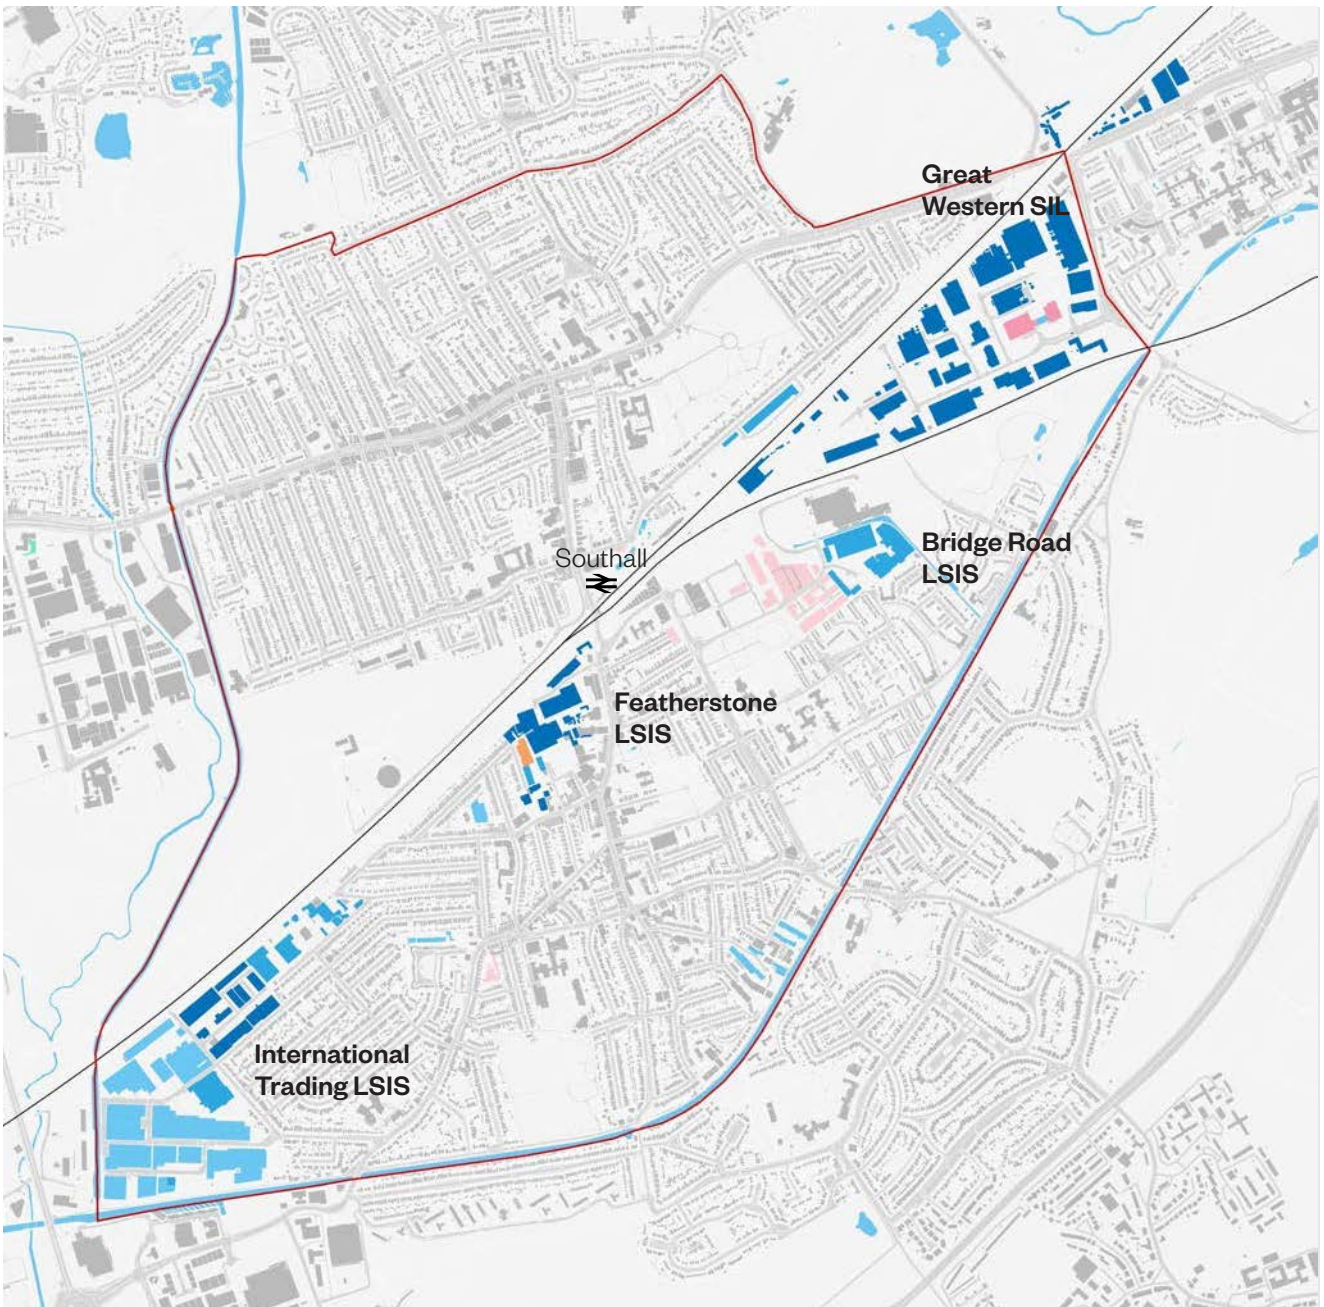 Great
Western SIL
Southall
Bridge Road
LSIS
Featherstone
LSIS
International
Trading LSIS